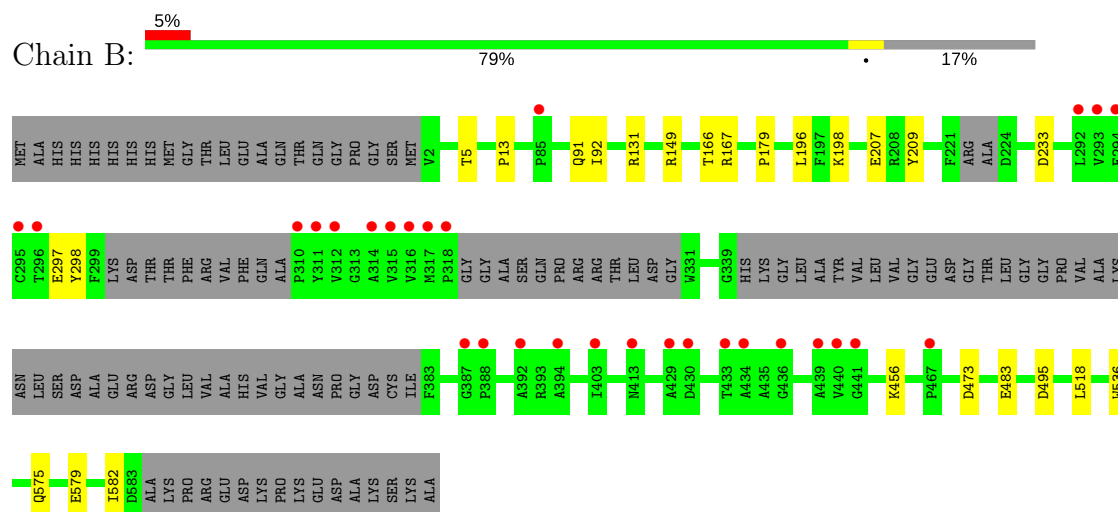 5%
Chain B:
79% • 17%
MET ALA HIS HIS HIS HIS HIS HIS MET GLY THR LEU GLU ALA GLN THR GLN GLY PRO GLY SER MET V2 T5 P13 P85 Q91 I92 R131 R149 T166 R167 P179 L196 F197 K198 E207 R208 Y209 F221 ARG ALA D224 D233 L292 V293
C295 T296 E297 Y298 F299 LYS ASP THR THR PHE ARG VAL PHE GLN ALA P310 Y311 V312 G313 A314 V315 V316 M317 P318 GLY GLY ALA SER GLN PRO ARG ARG THR LEU ASP GLY W331 G339 HIS LYS GLY LEU ALA TYR VAL LEU VAL GLY GLU ASP GLY THR LEU GLY GLY PRO VAL ALA LYS
ASN LEU SER ASP ALA GLU ARG ASP GLY LEU VAL ALA HIS VAL GLY ALA ASN PRO GLY ASP CYS ILE F383 G387 P388 A392 R393 A394 I403 N413 A429 D430 T433 A434 A435 G436 A439 V440 G441 K456 P467 D473 E483 D495 L518 W536
Q575 E579 I582 D583 ALA LYS PRO ARG GLU ASP LYS PRO LYS GLU ASP ALA LYS SER LYS ALA